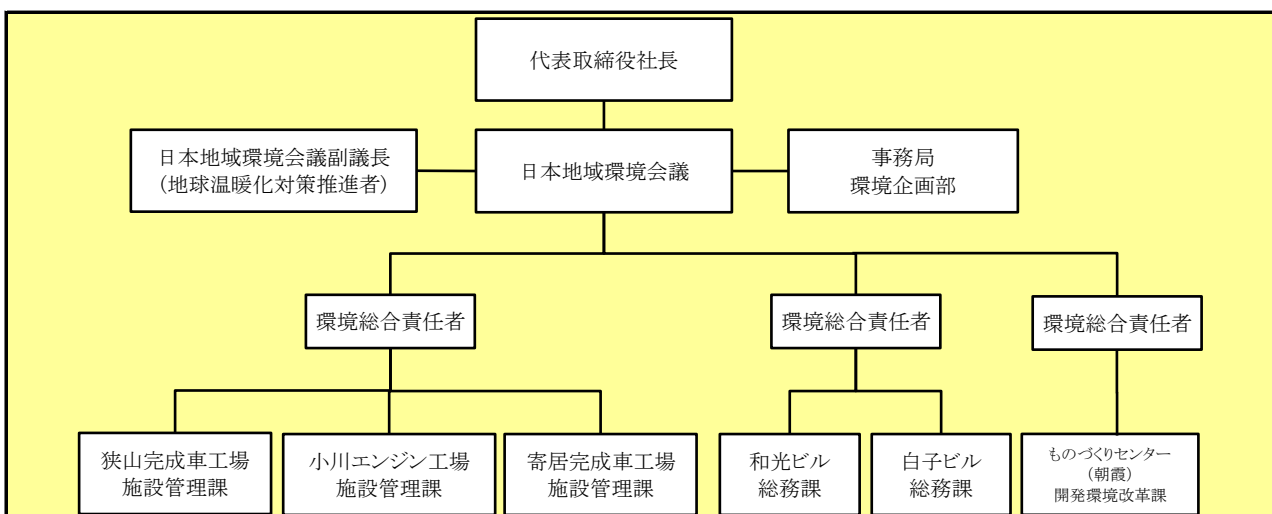 代表取締役社長
日本地域環境会議副議長
(地球温暖化対策推進者)
日本地域環境会議
事務局
環境企画部
環境総合責任者
環境総合責任者
環境総合責任者
狭山完成車工場
施設管理課
小川エンジン工場
施設管理課
寄居完成車工場
施設管理課
和光ビル
総務課
白子ビル
総務課
ものづくりセンター
(朝霞)
開発環境改革課